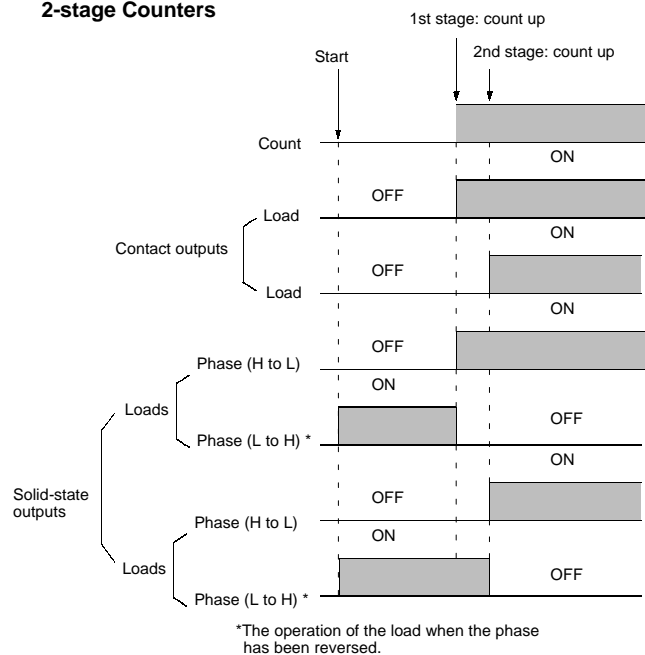 2-stage Counters
1st stage: count up
2nd stage: count up
Start
Count
ON
OFF
Load
ON
Contact outputs
OFF
Load
ON
OFF
Phase (H to L)
ON
Loads
OFF
Phase (L to H) *
ON
Solid-state
outputs
OFF
Phase (H to L)
ON
Loads
OFF
Phase (L to H) *
*The operation of the load when the phase
has been reversed.